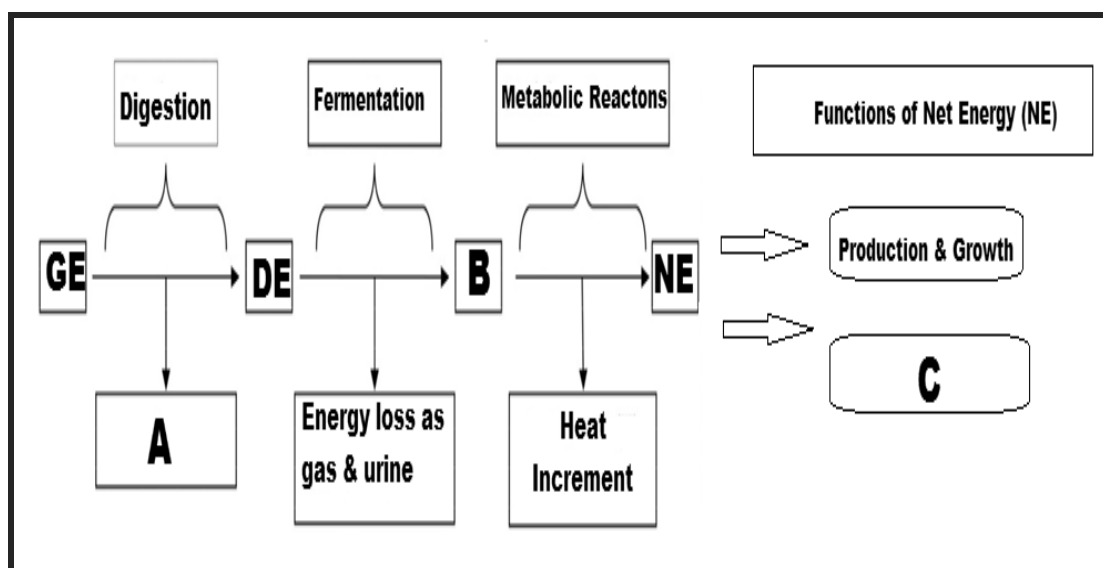 Digestion
Fermentation
Metabolic Reactons
Functions of Net Energy (NE)
GE
DE
B
NE
Production & Growth
C
A
Energy loss as
gas & urine
Heat
Increment